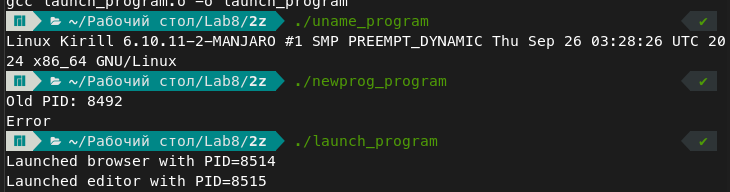 gcc launch_program.o -o launch_program
~/Рабочий стол/Lab8/2z ./uname_program ✔
Linux Kirill 6.10.11-2-MANJARO #1 SMP PREEMPT_DYNAMIC Thu Sep 26 03:28:26 UTC 20
24 x86_64 GNU/Linux
~/Рабочий стол/Lab8/2z ./newprog_program ✔
Old PID: 8492
Error
~/Рабочий стол/Lab8/2z ./launch_program ✔
Launched browser with PID=8514
Launched editor with PID=8515